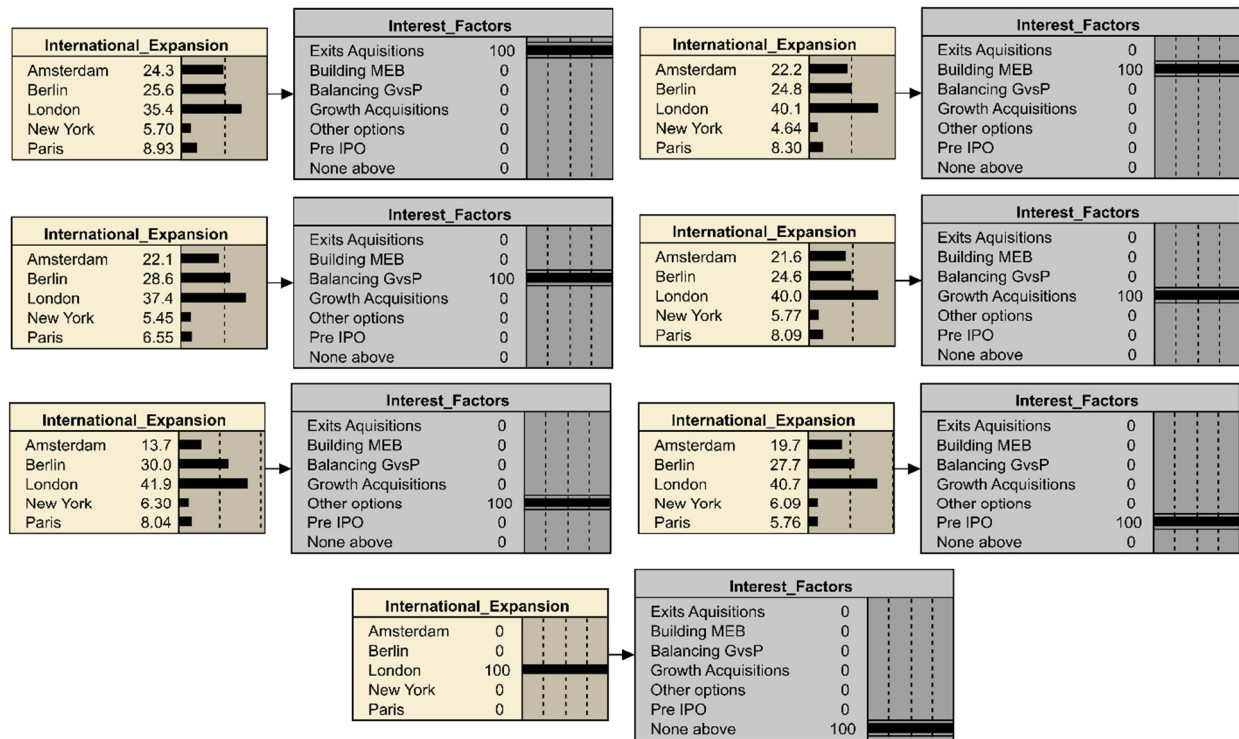 International_Expansion
Amsterdam 24.3
Berlin 25.6
London 35.4
New York 5.70
Paris 8.93
Interest_Factors
Exits Aquisitions 100
Building MEB 0
Balancing GvsP 0
Growth Acquisitions 0
Other options 0
Pre IPO 0
None above 0
International_Expansion
Amsterdam 22.2
Berlin 24.8
London 40.1
New York 4.64
Paris 8.30
Interest_Factors
Exits Aquisitions 0
Building MEB 100
Balancing GvsP 0
Growth Acquisitions 0
Other options 0
Pre IPO 0
None above 0
International_Expansion
Amsterdam 22.1
Berlin 28.6
London 37.4
New York 5.45
Paris 6.55
Interest_Factors
Exits Aquisitions 0
Building MEB 0
Balancing GvsP 100
Growth Acquisitions 0
Other options 0
Pre IPO 0
None above 0
International_Expansion
Amsterdam 21.6
Berlin 24.6
London 40.0
New York 5.77
Paris 8.09
Interest_Factors
Exits Aquisitions 0
Building MEB 0
Balancing GvsP 0
Growth Acquisitions 100
Other options 0
Pre IPO 0
None above 0
International_Expansion
Amsterdam 13.7
Berlin 30.0
London 41.9
New York 6.30
Paris 8.04
Interest_Factors
Exits Aquisitions 0
Building MEB 0
Balancing GvsP 0
Growth Acquisitions 0
Other options 100
Pre IPO 0
None above 0
International_Expansion
Amsterdam 19.7
Berlin 27.7
London 40.7
New York 6.09
Paris 5.76
Interest_Factors
Exits Aquisitions 0
Building MEB 0
Balancing GvsP 0
Growth Acquisitions 0
Other options 0
Pre IPO 100
None above 0
International_Expansion
Amsterdam 0
Berlin 0
London 100
New York 0
Paris 0
Interest_Factors
Exits Aquisitions 0
Building MEB 0
Balancing GvsP 0
Growth Acquisitions 0
Other options 0
Pre IPO 0
None above 100